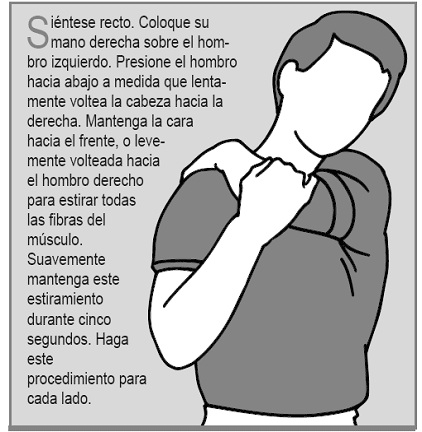 Siéntese recto. Coloque su
mano derecha sobre el hom-
bro izquierdo. Presione el hombro
hacia abajo a medida que lenta-
mente voltea la cabeza hacia la
derecha. Mantenga la cara
hacia el frente, o leve-
mente volteada hacia
el hombro derecho
para estirar todas
las fibras del
músculo.
Suavemente
mantenga este
estiramiento
durante cinco
segundos. Haga
este
procedimiento para
cada lado.